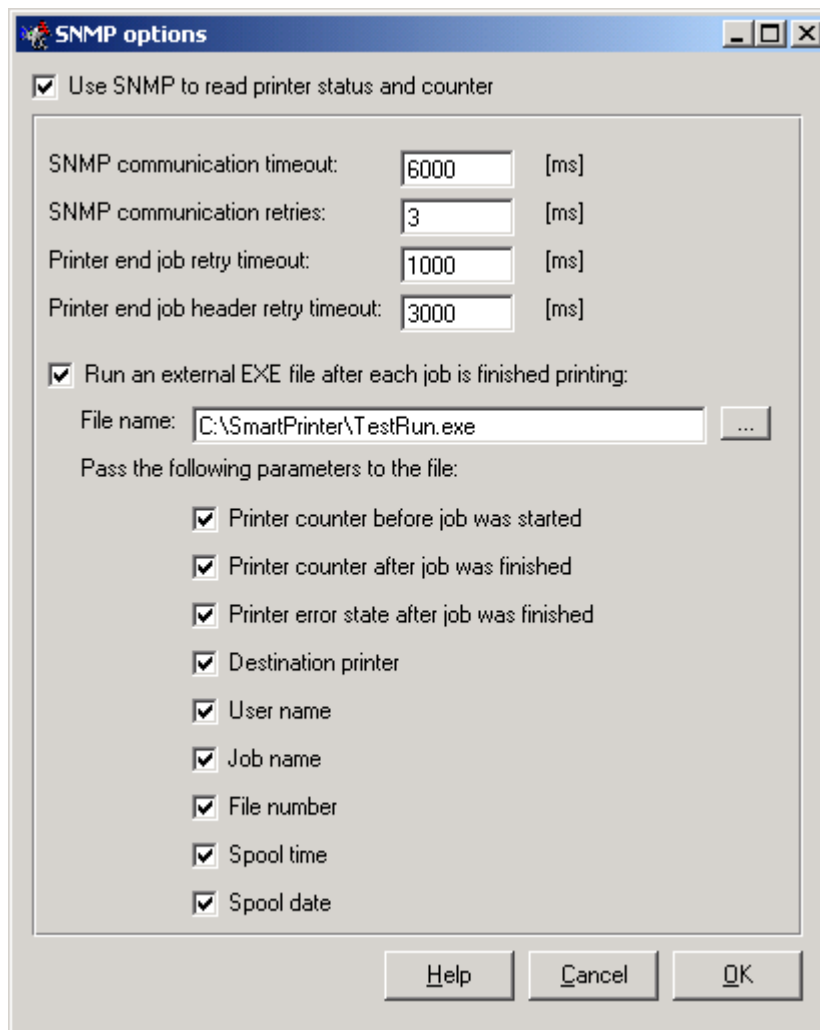 SNMP options
Use SNMP to read printer status and counter
SNMP communication timeout: 6000 [ms]
SNMP communication retries: 3 [ms]
Printer end job retry timeout: 1000 [ms]
Printer end job header retry timeout: 3000 [ms]
Run an external EXE file after each job is finished printing:
File name: C:\SmartPrinter\TestRun.exe ...
Pass the following parameters to the file:
Printer counter before job was started
Printer counter after job was finished
Printer error state after job was finished
Destination printer
User name
Job name
File number
Spool time
Spool date
Help Cancel OK